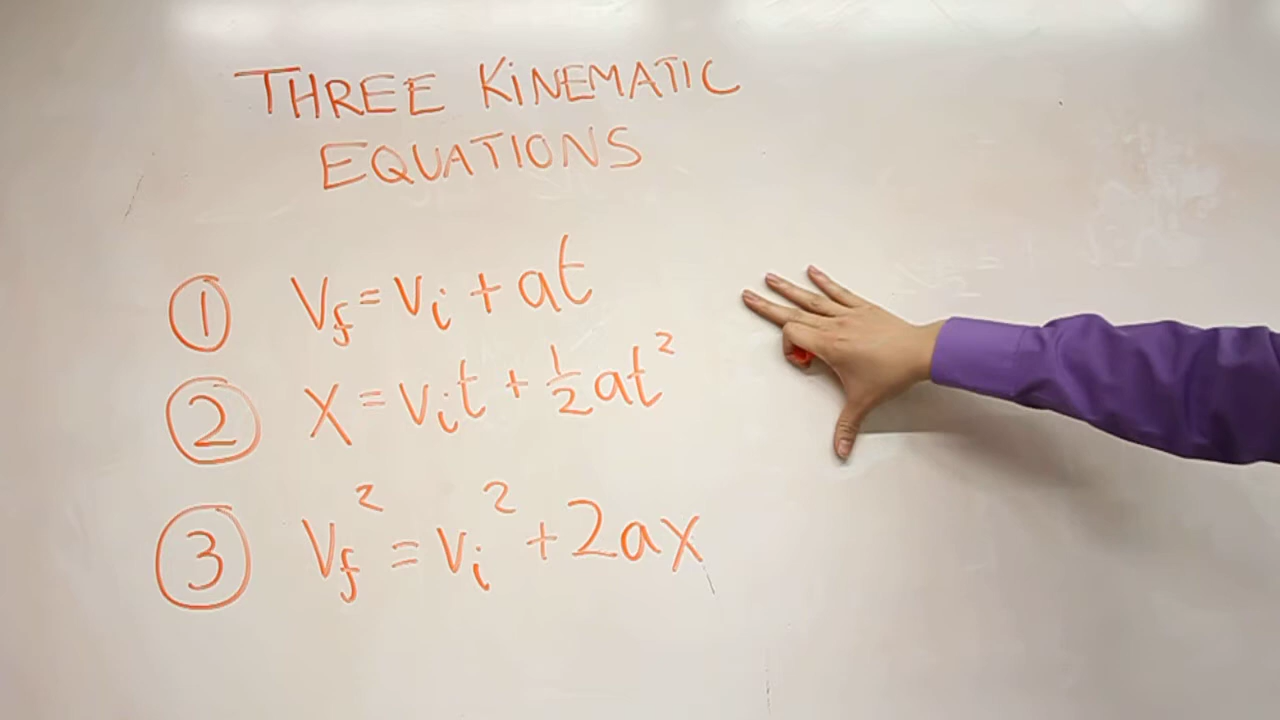 THREE KINEMATIC
EQUATIONS
① Vf = Vi + at
② X = Vit + ½at²
③ Vf² = Vi² + 2ax